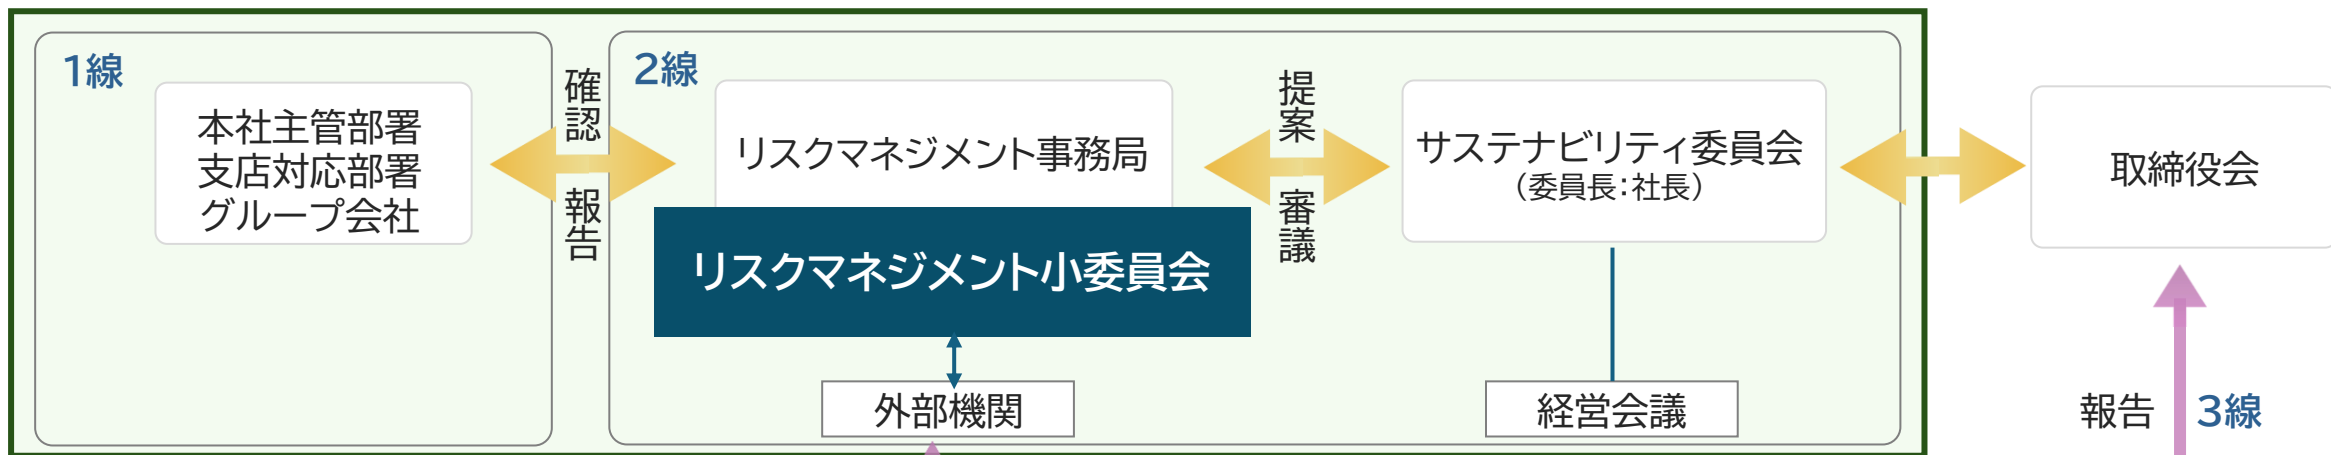 1線
本社主管部署
支店対応部署
グループ会社
確認
報告
2線
リスクマネジメント事務局
リスクマネジメント小委員会
外部機関
提案
審議
サステナビリティ委員会
（委員長：社長）
経営会議
取締役会
報告
3線